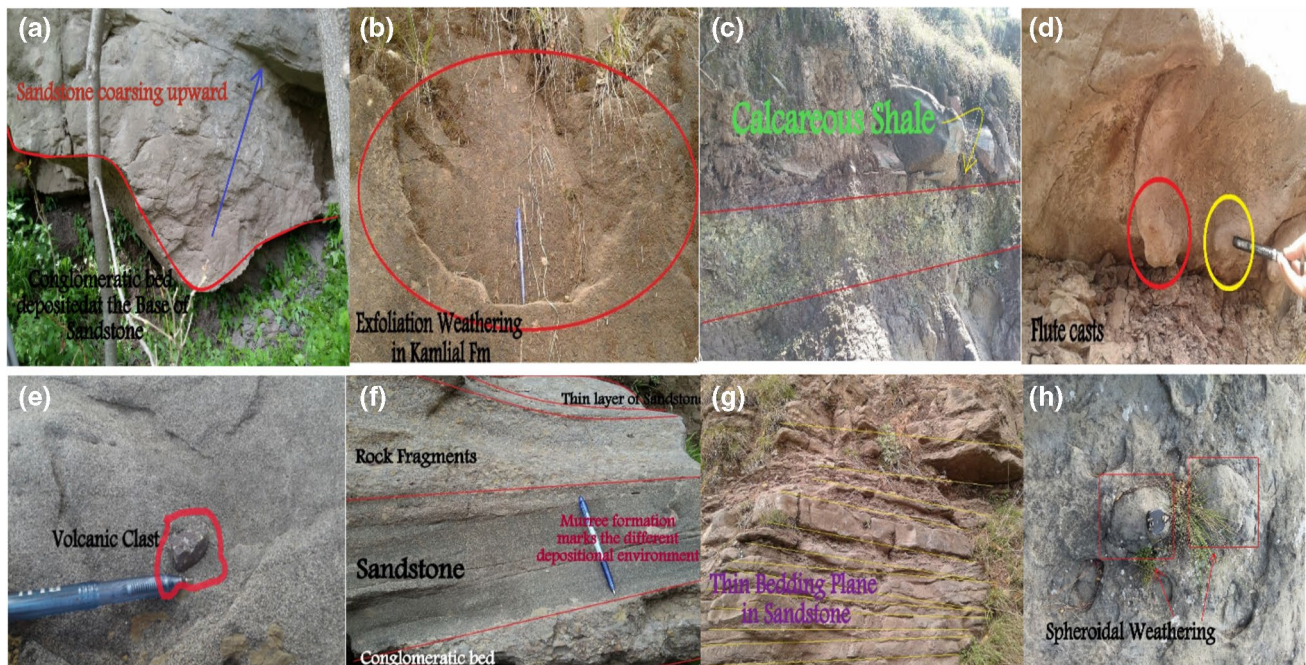 (a)
Sandstone coarsing upward
Conglomeratic bed,
depositedat the Base of
Sandstone
(b)
Exfoliation Weathering
in Kamlial Fm
(c)
Calcareous Shale
(d)
Flute casts
(e)
Volcanic Clast
(f)
Thin layer of Sandstone
Rock Fragments
Murree formation
marks the different
depositional environment
Sandstone
Conglomeratic bed
(g)
Thin Bedding Plane
in Sandstone
(h)
Spheroidal Weathering